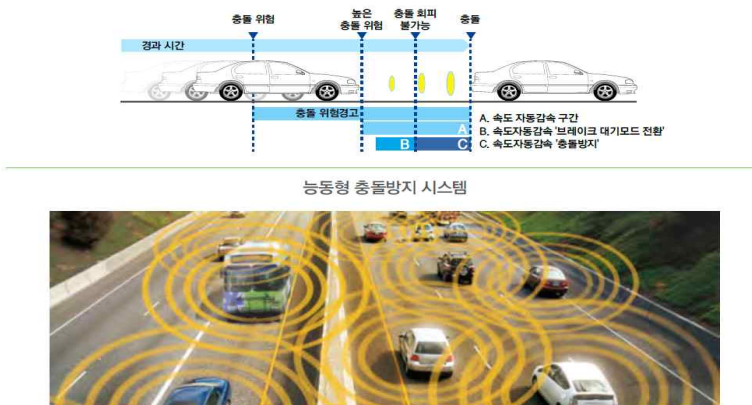 충돌 위험
높은
충돌 위험
충돌 회피
불가능
충돌
경과 시간
충돌 위험경고
A
B
C
A. 속도 자동감속 구간
B. 속도자동감속 '브레이크 대기모드 전환'
C. 속도자동감속 '충돌방지'
능동형 충돌방지 시스템